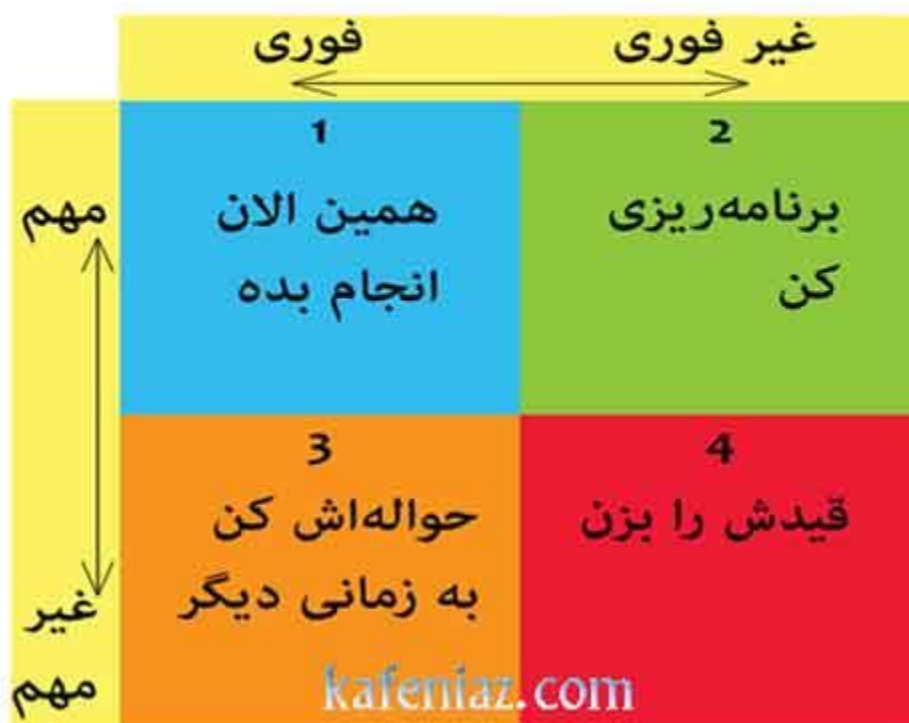 فوری
غیر فوری
مهم
1
همین الان
انجام بده
2
برنامه‌ریزی
کن
غیر
مهم
3
حواله‌اش کن
به زمانی دیگر
4
قیدش را بزن
kafeniaz.com